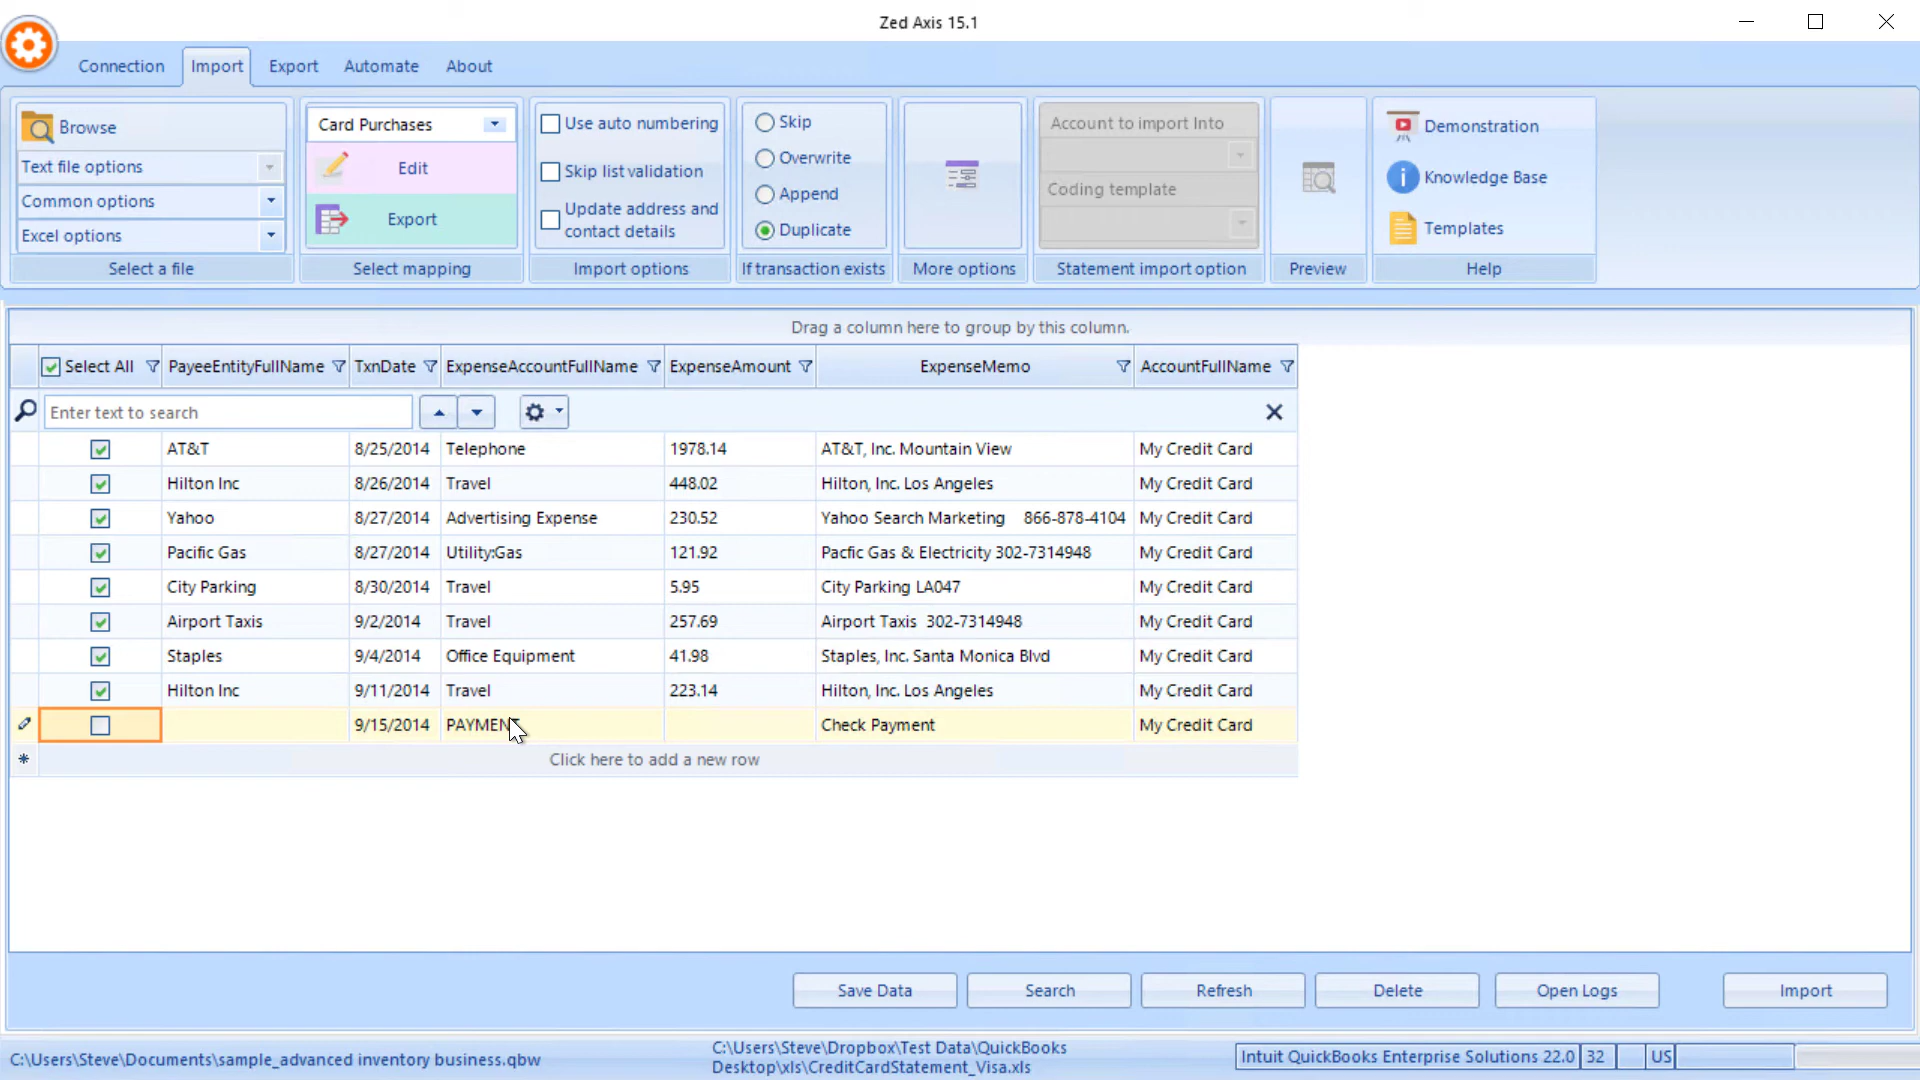 Zed Axis 15.1
Connection Import Export Automate About
Browse
Text file options
Common options
Excel options
Select a file
Card Purchases
Edit
Export
Select mapping
Use auto numbering
Skip list validation
Update address and
contact details
Import options
Skip
Overwrite
Append
Duplicate
If transaction exists
More options
Account to import Into
Coding template
Statement import option
Preview
Demonstration
Knowledge Base
Templates
Help
Drag a column here to group by this column.
Select All PayeeEntityFullName TxnDate ExpenseAccountFullName ExpenseAmount ExpenseMemo AccountFullName
Enter text to search
AT&T 8/25/2014 Telephone 1978.14 AT&T, Inc. Mountain View My Credit Card
Hilton Inc 8/26/2014 Travel 448.02 Hilton, Inc. Los Angeles My Credit Card
Yahoo 8/27/2014 Advertising Expense 230.52 Yahoo Search Marketing 866-878-4104 My Credit Card
Pacific Gas 8/27/2014 Utility:Gas 121.92 Pacfic Gas & Electricity 302-7314948 My Credit Card
City Parking 8/30/2014 Travel 5.95 City Parking LA047 My Credit Card
Airport Taxis 9/2/2014 Travel 257.69 Airport Taxis 302-7314948 My Credit Card
Staples 9/4/2014 Office Equipment 41.98 Staples, Inc. Santa Monica Blvd My Credit Card
Hilton Inc 9/11/2014 Travel 223.14 Hilton, Inc. Los Angeles My Credit Card
9/15/2014 PAYMENT Check Payment My Credit Card
Click here to add a new row
Save Data Search Refresh Delete Open Logs Import
C:\Users\Steve\Documents\sample_advanced inventory business.qbw
C:\Users\Steve\Dropbox\Test Data\QuickBooks
Desktop\xls\CreditCardStatement_Visa.xls
Intuit QuickBooks Enterprise Solutions 22.0 32 US